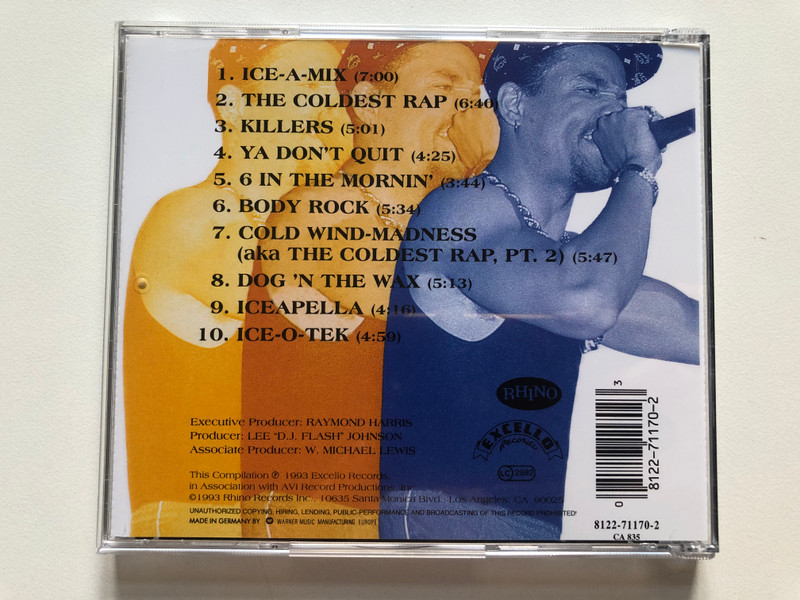 1. ICE-A-MIX (7:00)
2. THE COLDEST RAP (6:40)
3. KILLERS (5:01)
4. YA DON'T QUIT (4:25)
5. 6 IN THE MORNIN' (3:44)
6. BODY ROCK (5:34)
7. COLD WIND-MADNESS
(aka THE COLDEST RAP, PT. 2) (5:47)
8. DOG 'N THE WAX (5:13)
9. ICEAPELLA (4:16)
10. ICE-O-TEK (4:59)
RHINO
Executive Producer: RAYMOND HARRIS
Producer: LEE "D.J. FLASH" JOHNSON
Associate Producer: W. MICHAEL LEWIS
EXCELLO
Records
LC 2982
This Compilation ℗ 1993 Excello Records,
in Association with AVI Record Productions, Inc.
©1993 Rhino Records Inc., 10635 Santa Monica Blvd., Los Angeles, CA 90025
UNAUTHORIZED COPYING, HIRING, LENDING, PUBLIC-PERFORMANCE AND BROADCASTING OF THIS RECORD PROHIBITED!
MADE IN GERMANY BY WARNER MUSIC MANUFACTURING EUROPE
0 8122-71170-2 3
8122-71170-2
CA 835